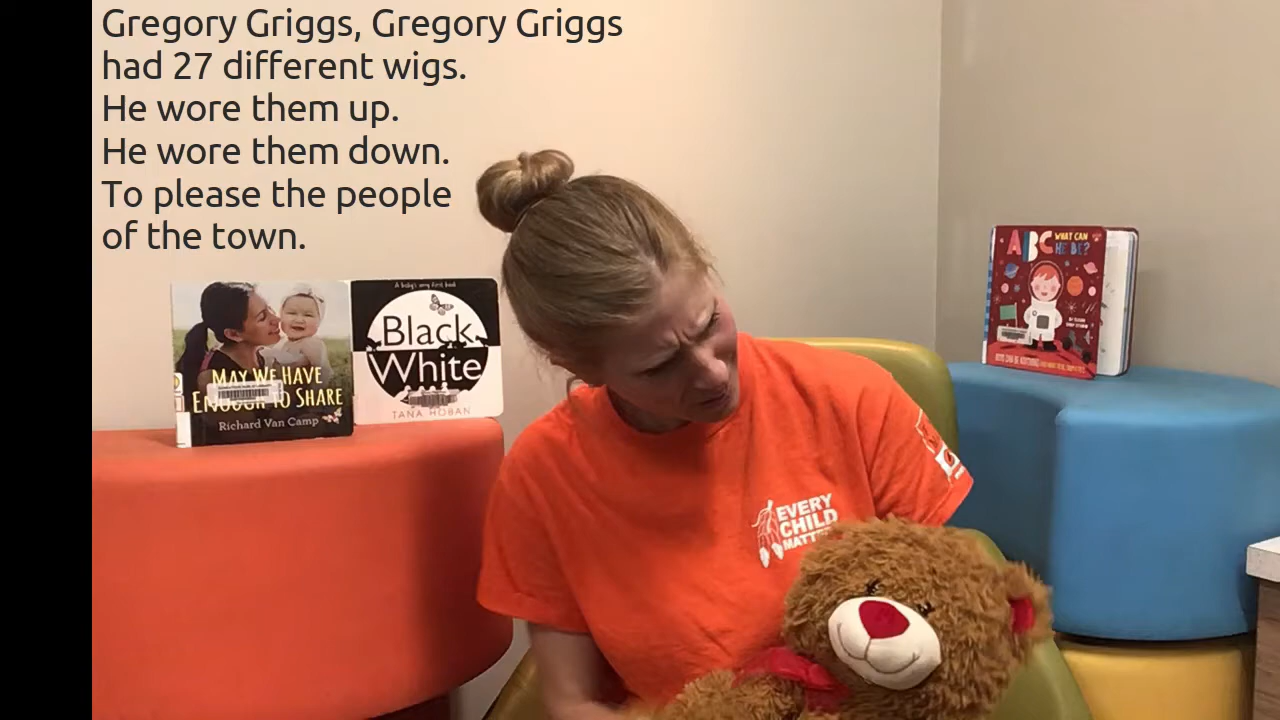 Gregory Griggs, Gregory Griggs
had 27 different wigs.
He wore them up.
He wore them down.
To please the people
of the town.
MAY WE HAVE
ENOUGH TO SHARE
Richard Van Camp
A baby's very first book
Black
White
TANA HOBAN
ABC WHAT CAN
HE BE?
EVERY
CHILD